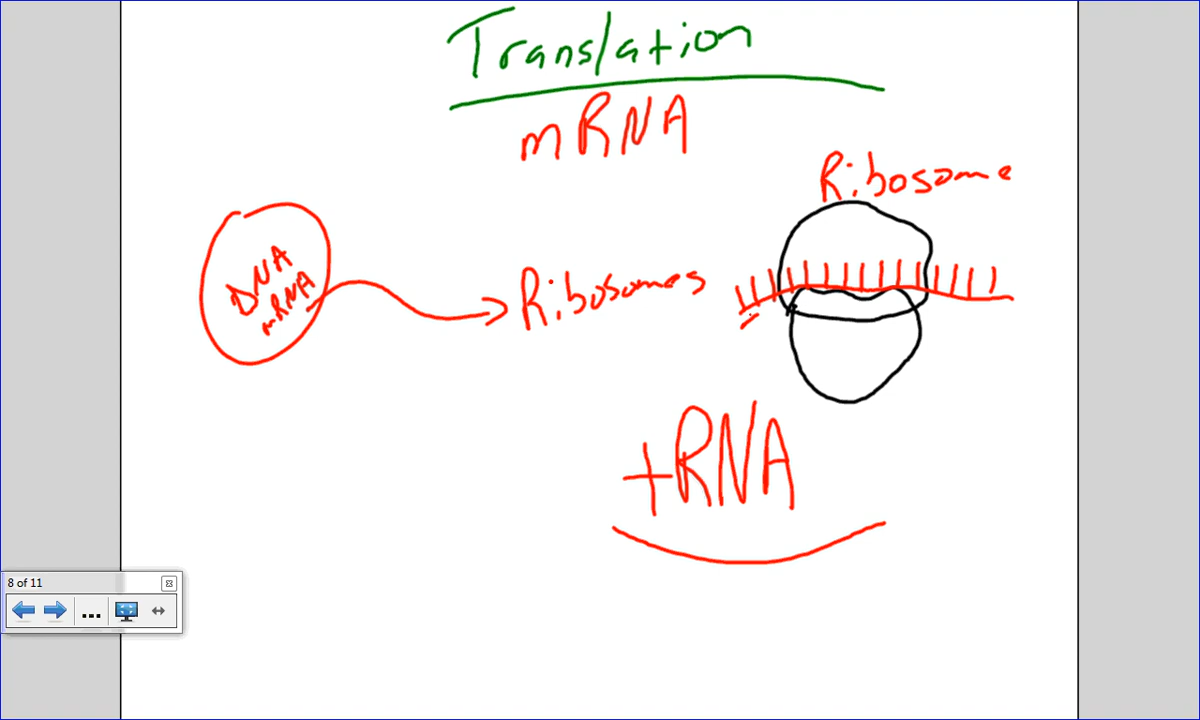 Translation
mRNA
Ribosome
DNA
mRNA
Ribosomes
tRNA
8 of 11
...